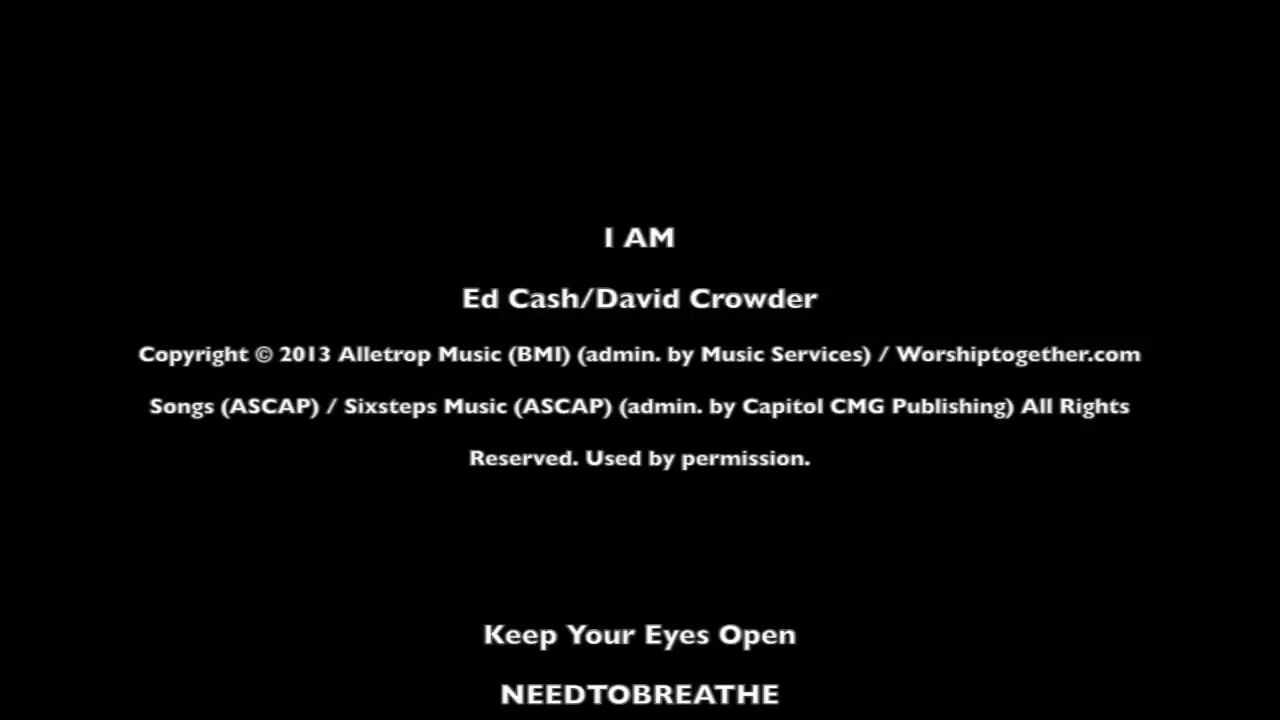 I AM
Ed Cash/David Crowder
Copyright © 2013 Alletrop Music (BMI) (admin. by Music Services) / Worshiptogether.com
Songs (ASCAP) / Sixsteps Music (ASCAP) (admin. by Capitol CMG Publishing) All Rights
Reserved. Used by permission.
Keep Your Eyes Open
NEEDTOBREATHE